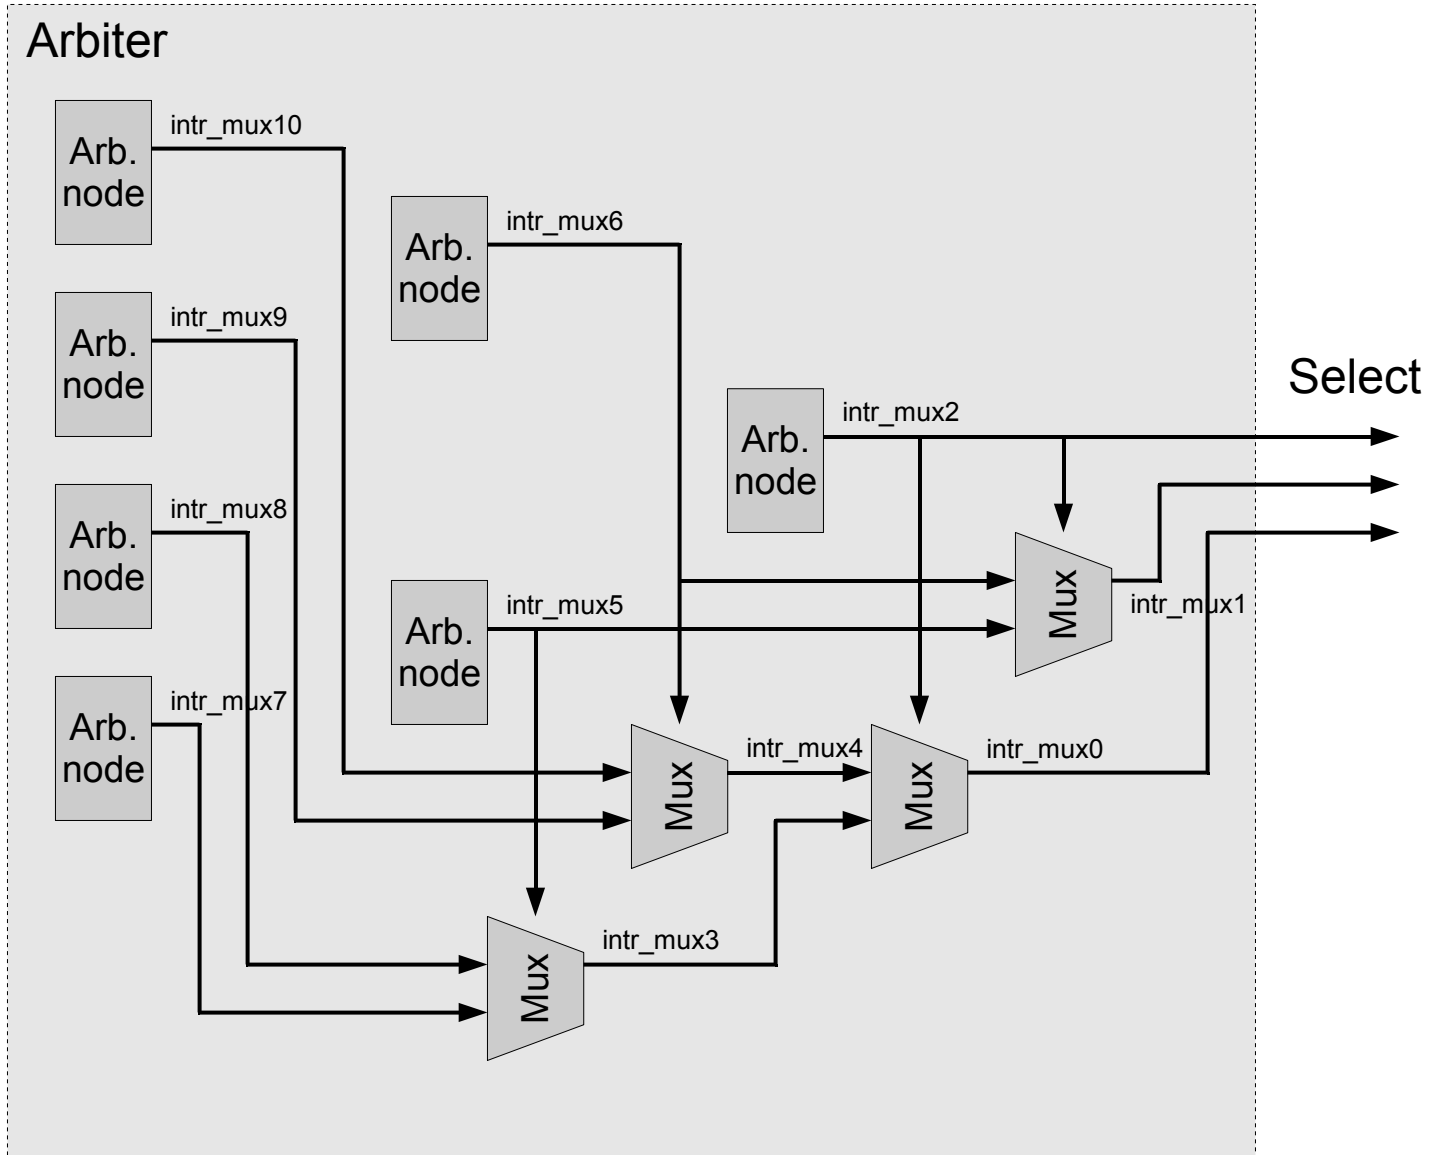 Arbiter
Arb.
node
intr_mux10
Arb.
node
intr_mux6
Arb.
node
intr_mux9
Select
Arb.
node
intr_mux2
Arb.
node
intr_mux8
Arb.
node
intr_mux5
Mux
intr_mux1
Arb.
node
intr_mux7
Mux
intr_mux4
Mux
intr_mux0
Mux
intr_mux3